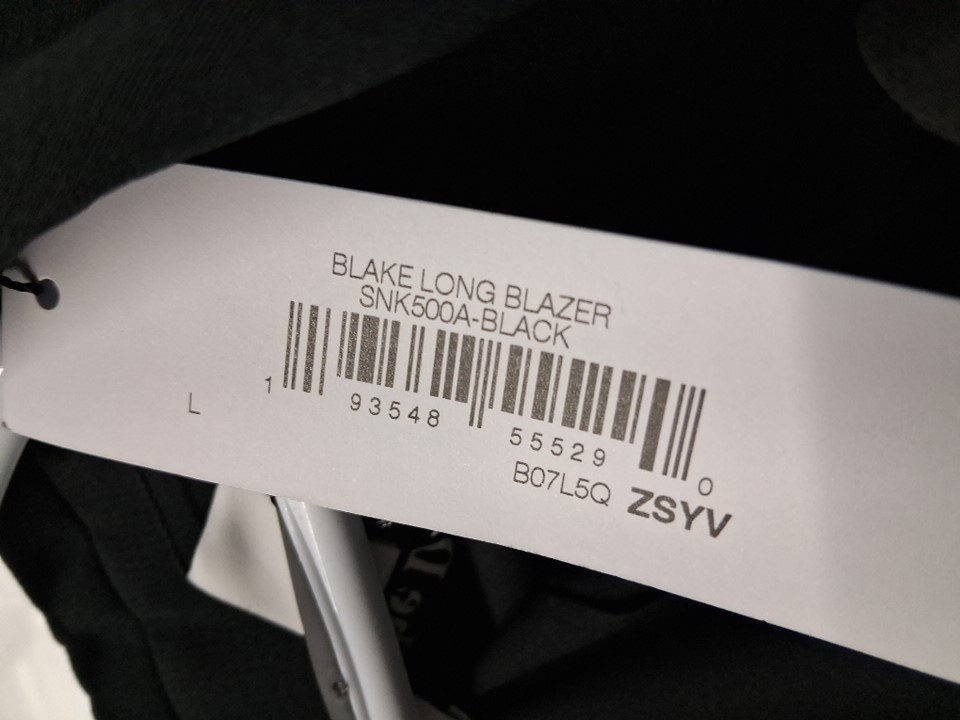 BLAKE LONG BLAZER
SNK500A-BLACK
L
1 93548 55529 0
B07L5Q ZSYV